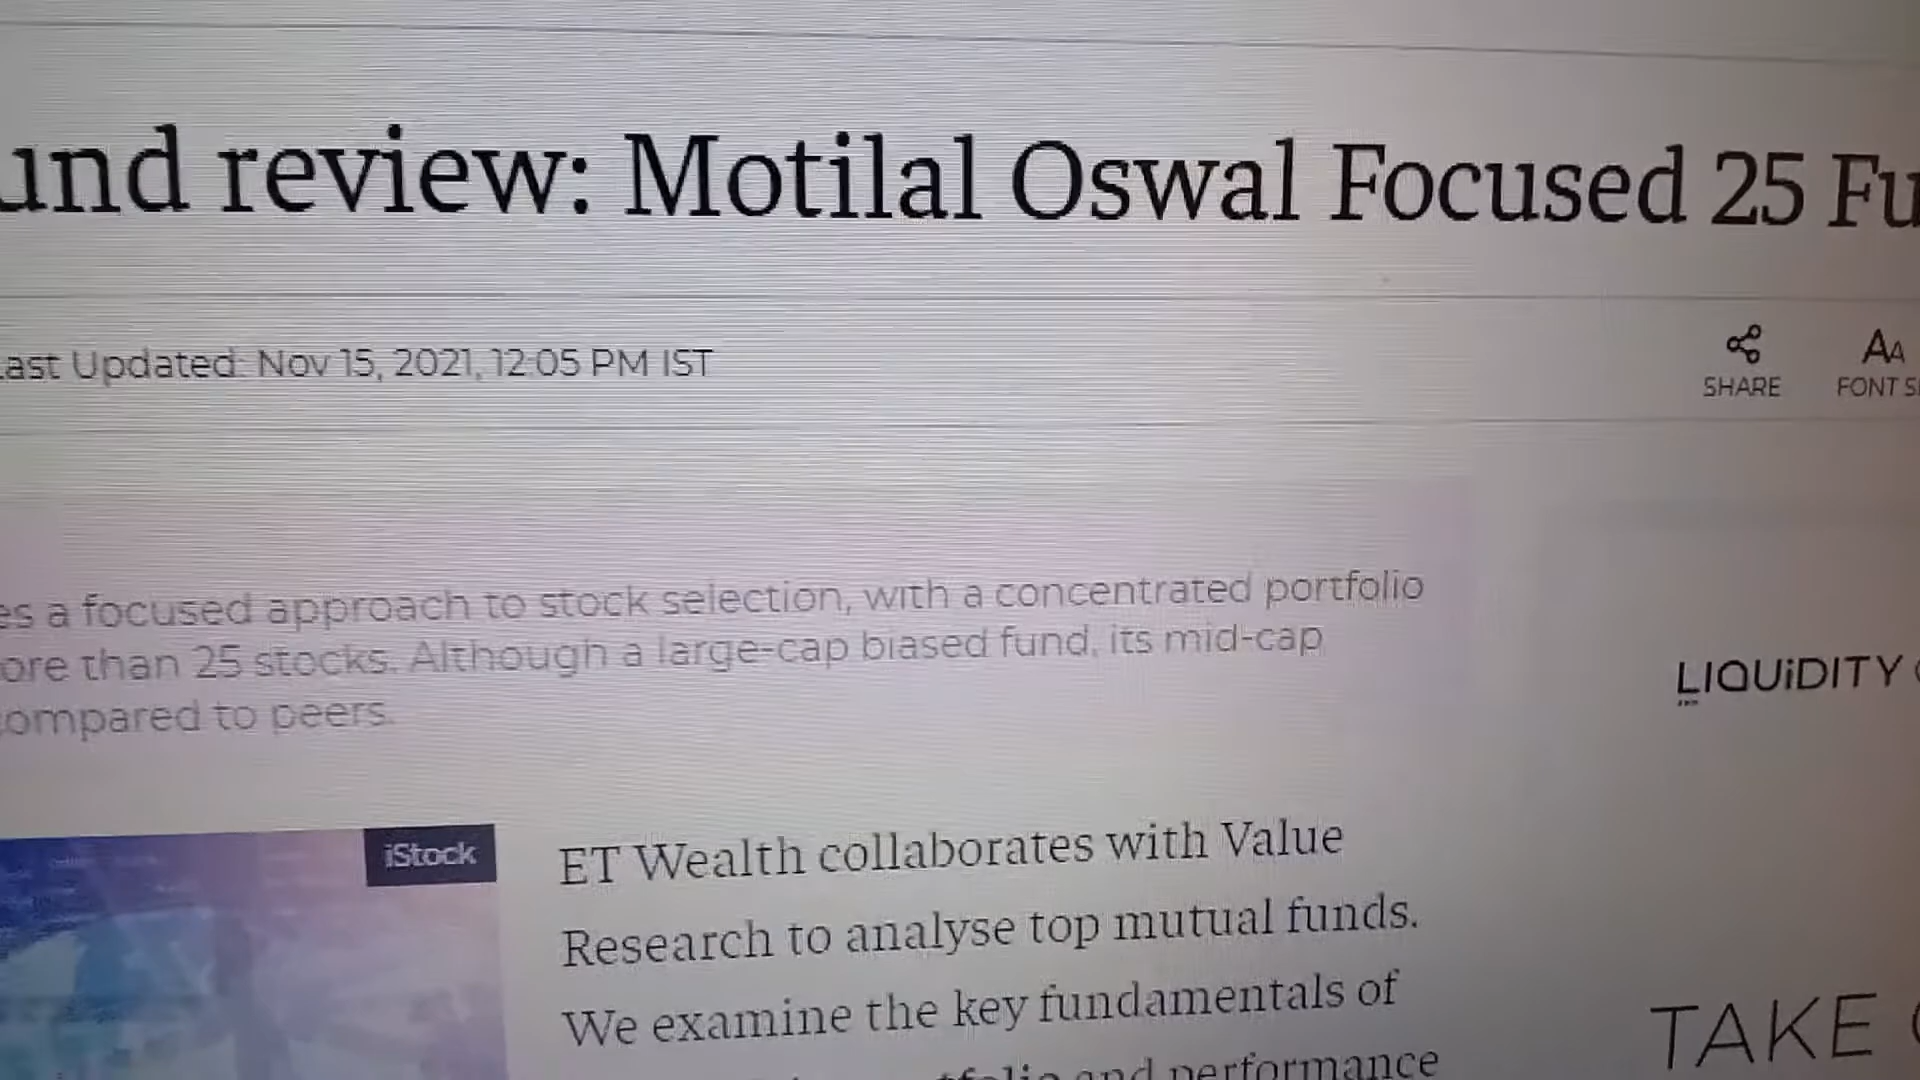 und review: Motilal Oswal Focused 25 Fu
ast Updated: Nov 15, 2021, 12:05 PM IST
SHARE
FONT SI
es a focused approach to stock selection, with a concentrated portfolio
ore than 25 stocks. Although a large-cap biased fund, its mid-cap
ompared to peers.
LIQUiDITY
iStock
ET Wealth collaborates with Value
Research to analyse top mutual funds.
We examine the key fundamentals of
and performance
TAKE